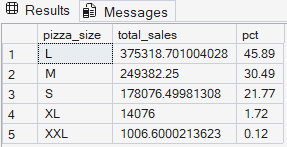 Results Messages
pizza_size total_sales pct
1 L 375318.701004028 45.89
2 M 249382.25 30.49
3 S 178076.49981308 21.77
4 XL 14076 1.72
5 XXL 1006.6000213623 0.12